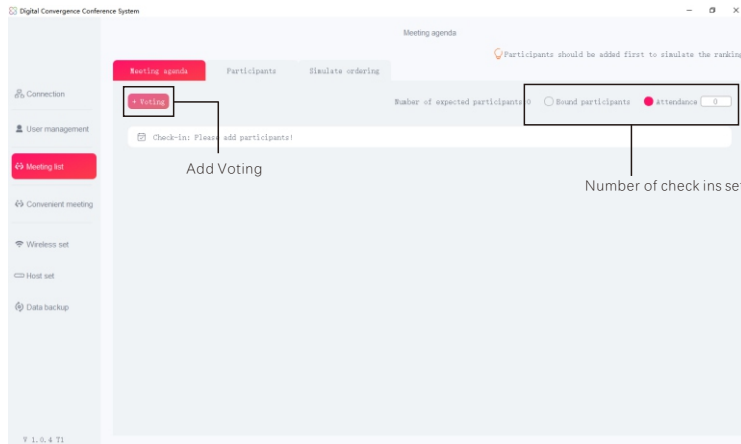 Digital Convergence Conference System
Meeting agenda
Participants should be added first to simulate the ranking
Meeting agenda Participants Simulate ordering
Connection
+ Voting Number of expected participants:0 Bound participants Attendance 0
User management
Check-in: Please add participants!
Meeting list
Add Voting
Number of check ins set
Convenient meeting
Wireless set
Host set
Data backup
V 1.0.4 T1